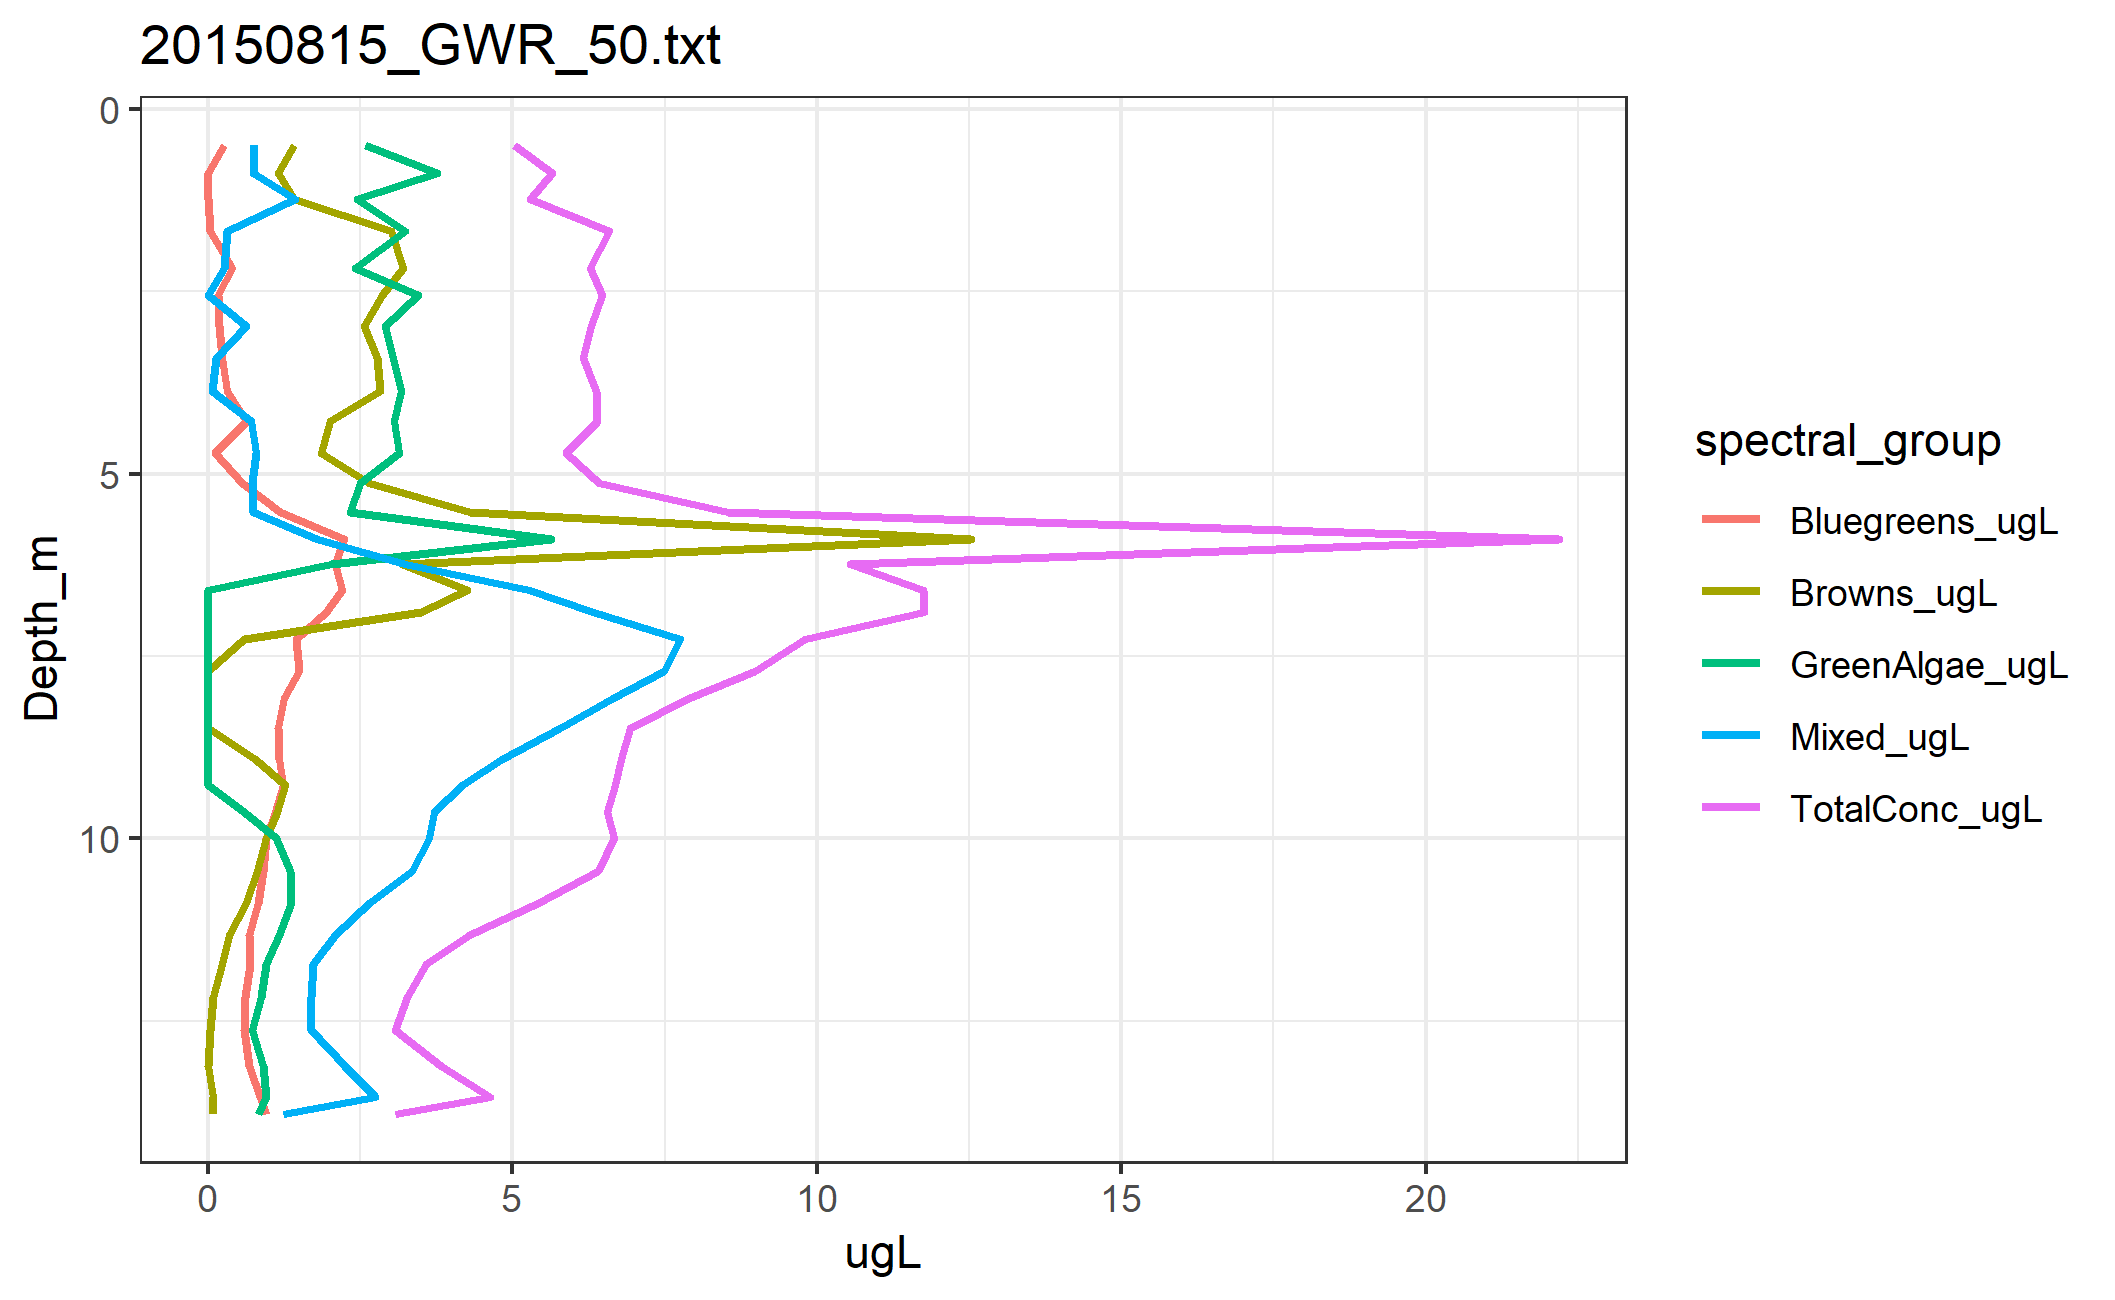 20150815_GWR_50.txt
0
5
10
Depth_m
0
5
10
15
20
ugL
spectral_group
Bluegreens_ugL
Browns_ugL
GreenAlgae_ugL
Mixed_ugL
TotalConc_ugL